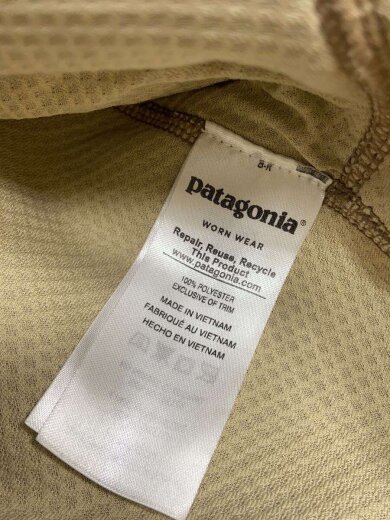 patagonia®
WORN WEAR
Repair, Reuse, Recycle
This Product
www.patagonia.com
100% POLYESTER
EXCLUSIVE OF TRIM
MADE IN VIETNAM
FABRIQUÉ AU VIETNAM
HECHO EN VIETNAM